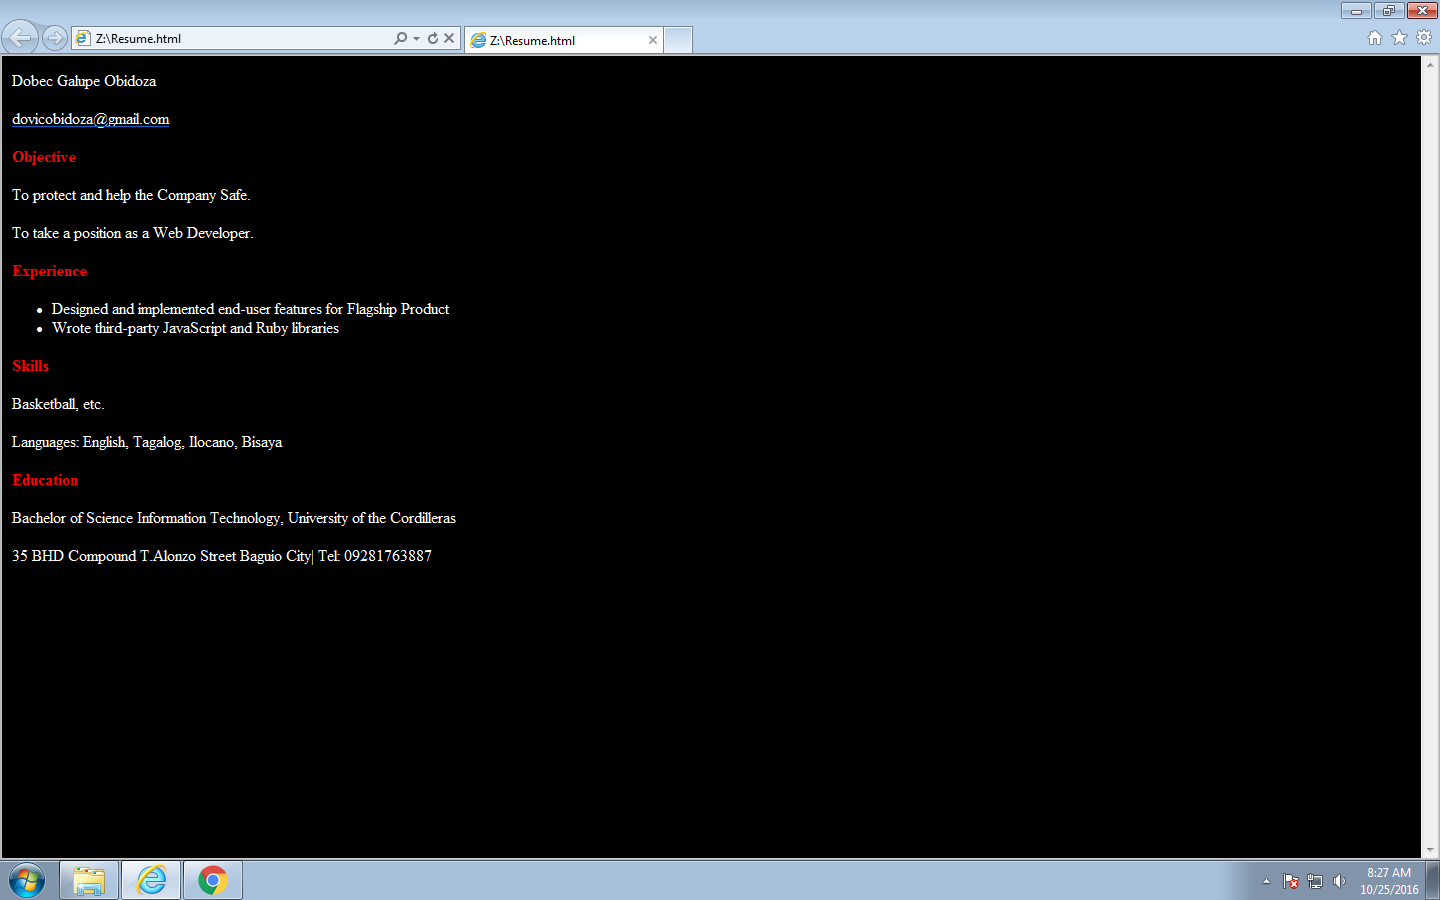 Z:\Resume.html
Z:\Resume.html
Dobec Galupe Obidoza
dovicobidoza@gmail.com
Objective
To protect and help the Company Safe.
To take a position as a Web Developer.
Experience
Designed and implemented end-user features for Flagship Product
Wrote third-party JavaScript and Ruby libraries
Skills
Basketball, etc.
Languages: English, Tagalog, Ilocano, Bisaya
Education
Bachelor of Science Information Technology, University of the Cordilleras
35 BHD Compound T.Alonzo Street Baguio City| Tel: 09281763887
8:27 AM
10/25/2016